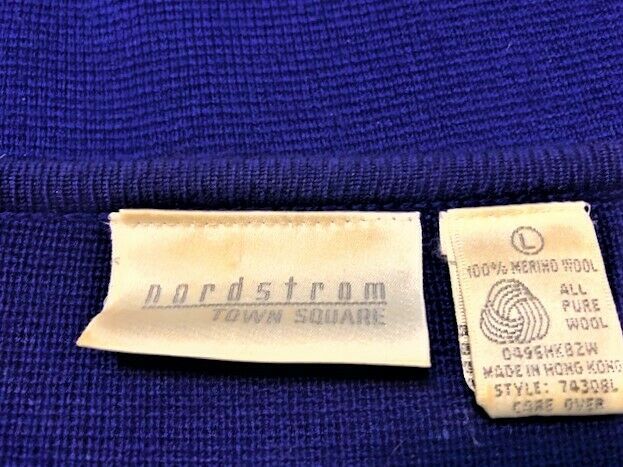 nordstrom
TOWN SQUARE
L
100% MERINO WOOL
ALL
PURE
WOOL
0496HKBZW
MADE IN HONG KONG
STYLE: 74308L
CARE OVER